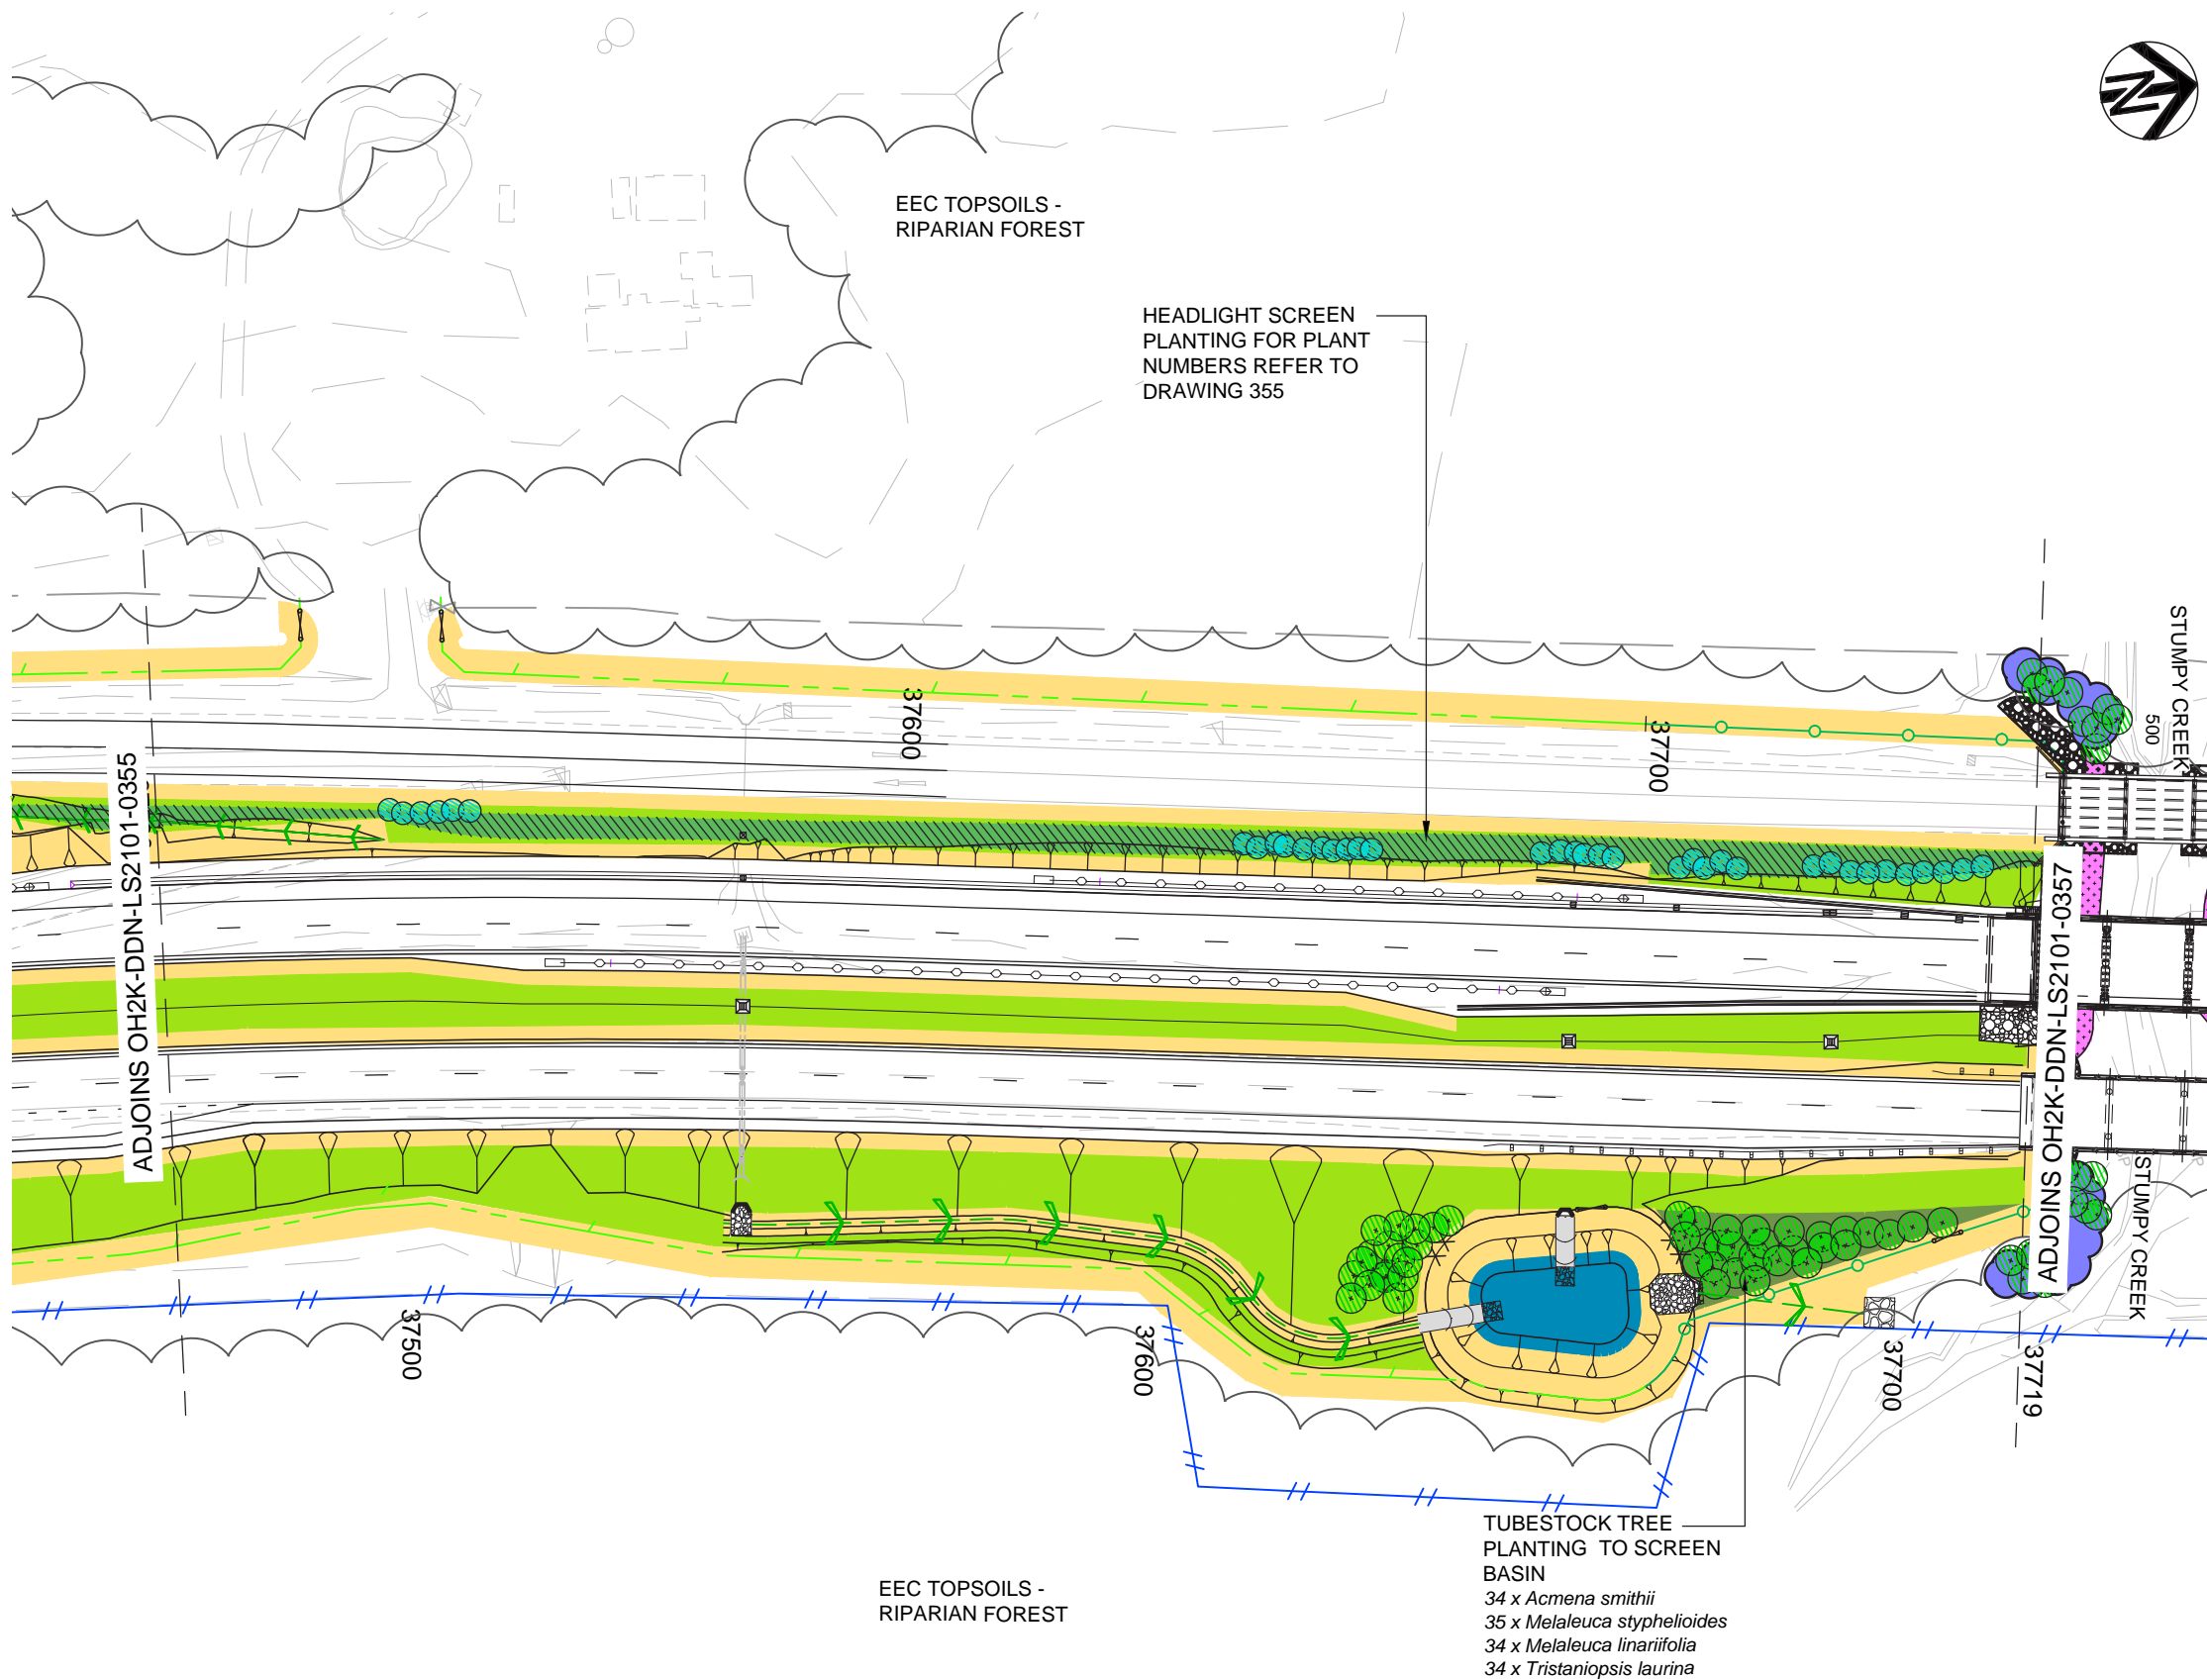 N
EEC TOPSOILS -
RIPARIAN FOREST
HEADLIGHT SCREEN
PLANTING FOR PLANT
NUMBERS REFER TO
DRAWING 355
STUMPY CREEK
500
37600
37700
ADJOINS OH2K-DDN-LS2101-0355
ADJOINS OH2K-DDN-LS2101-0357
STUMPY CREEK
37500
37600
37700
37719
TUBESTOCK TREE
PLANTING TO SCREEN
BASIN
34 x Acmena smithii
35 x Melaleuca styphelioides
34 x Melaleuca linariifolia
34 x Tristaniopsis laurina
EEC TOPSOILS -
RIPARIAN FOREST